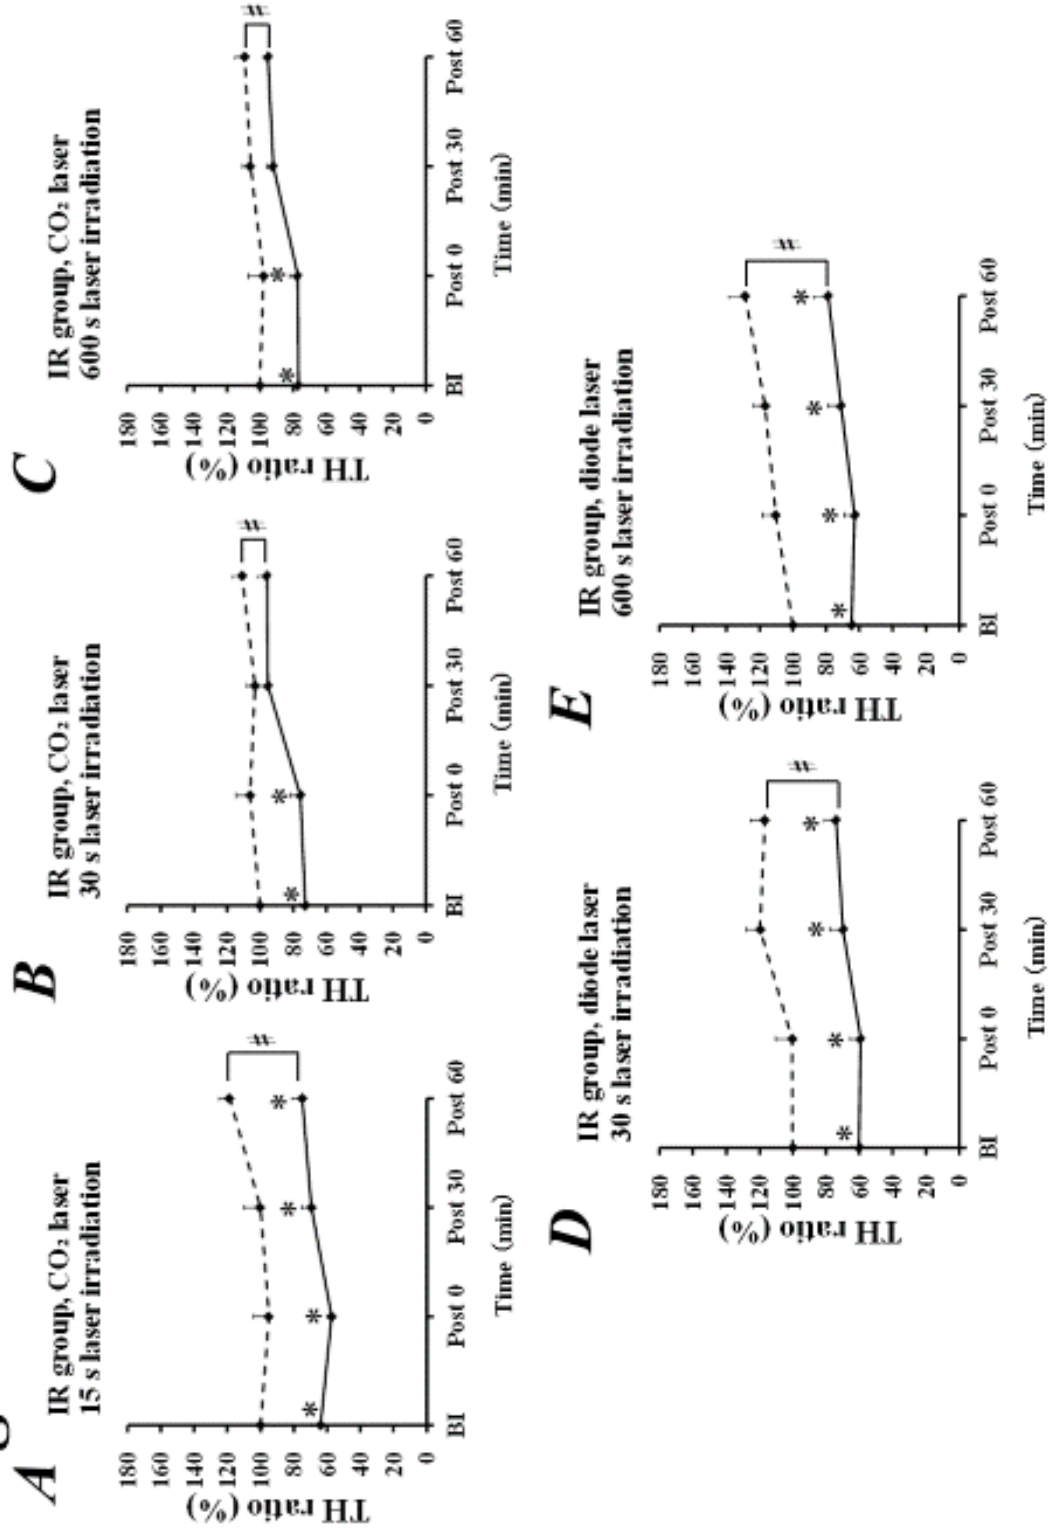 A
IR group, CO₂ laser
15 s laser irradiation
TH ratio (%)
180
160
140
120
100
80
60
40
20
0
BI
Post 0
Post 30
Post 60
Time (min)
*
*
*
*
#
B
IR group, CO₂ laser
30 s laser irradiation
TH ratio (%)
180
160
140
120
100
80
60
40
20
0
BI
Post 0
Post 30
Post 60
Time (min)
*
*
#
C
IR group, CO₂ laser
600 s laser irradiation
TH ratio (%)
180
160
140
120
100
80
60
40
20
0
BI
Post 0
Post 30
Post 60
Time (min)
*
*
#
D
IR group, diode laser
30 s laser irradiation
TH ratio (%)
180
160
140
120
100
80
60
40
20
0
BI
Post 0
Post 30
Post 60
Time (min)
*
*
*
*
#
E
IR group, diode laser
600 s laser irradiation
TH ratio (%)
180
160
140
120
100
80
60
40
20
0
BI
Post 0
Post 30
Post 60
Time (min)
*
*
*
*
#